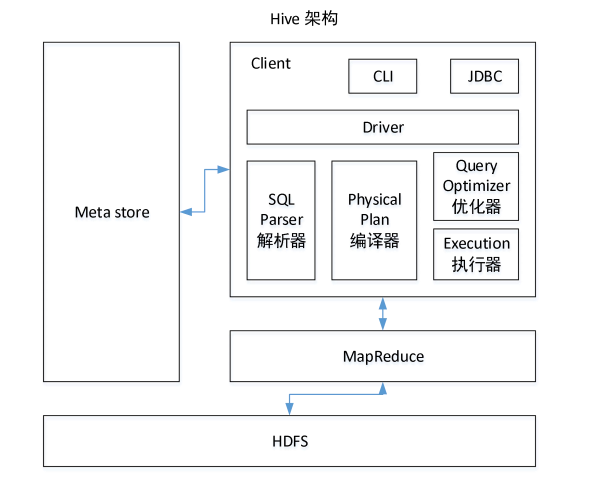 Hive 架构
Client
CLI
JDBC
Driver
Meta store
SQL
Parser
解析器
Physical
Plan
编译器
Query
Optimizer
优化器
Execution
执行器
MapReduce
HDFS